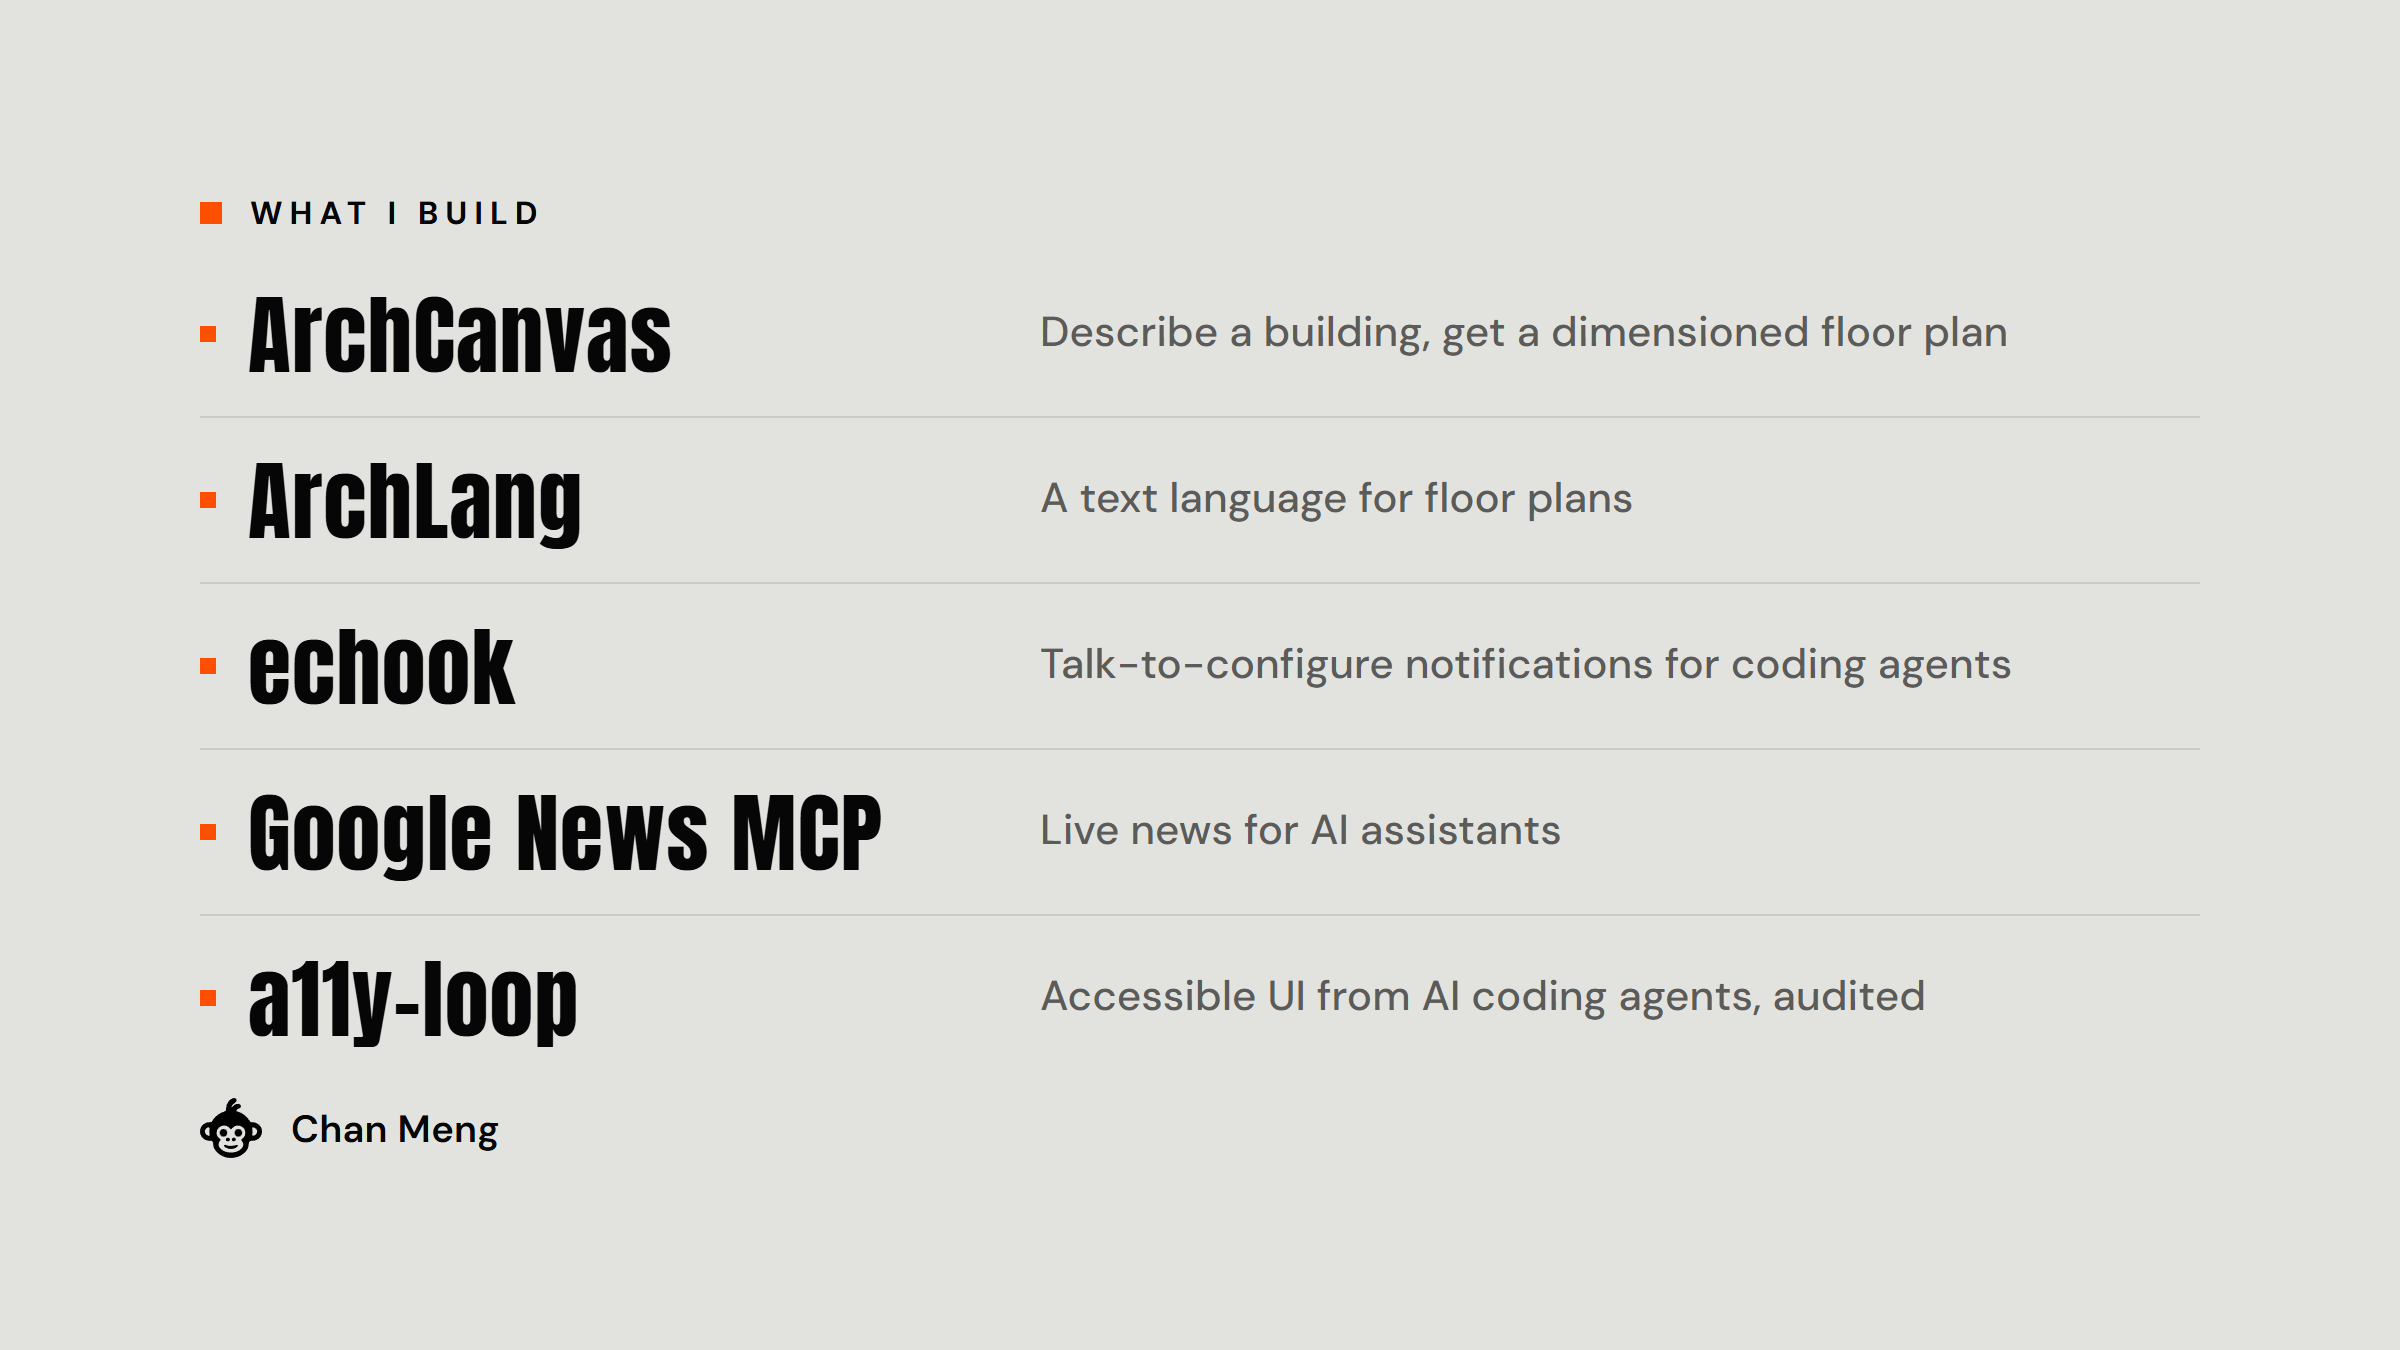 WHAT I BUILD
ArchCanvas
Describe a building, get a dimensioned floor plan
ArchLang
A text language for floor plans
echook
Talk-to-configure notifications for coding agents
Google News MCP
Live news for AI assistants
a11y-loop
Accessible UI from AI coding agents, audited
Chan Meng